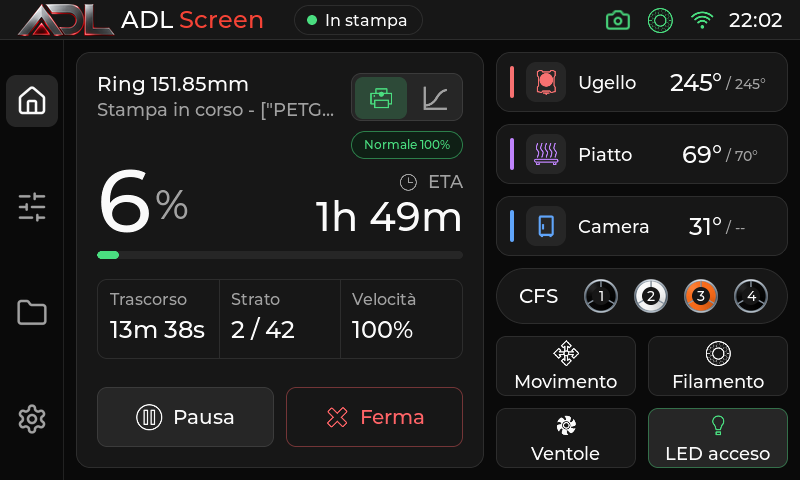 ADL ADL Screen
In stampa
22:02
Ring 151.85mm
Stampa in corso - ["PETG...
Normale 100%
6%
ETA
1h 49m
Trascorso
13m 38s
Strato
2 / 42
Velocità
100%
Pausa
Ferma
Ugello
245° / 245°
Piatto
69° / 70°
Camera
31° / --
CFS 1 2 3 4
Movimento
Filamento
Ventole
LED acceso